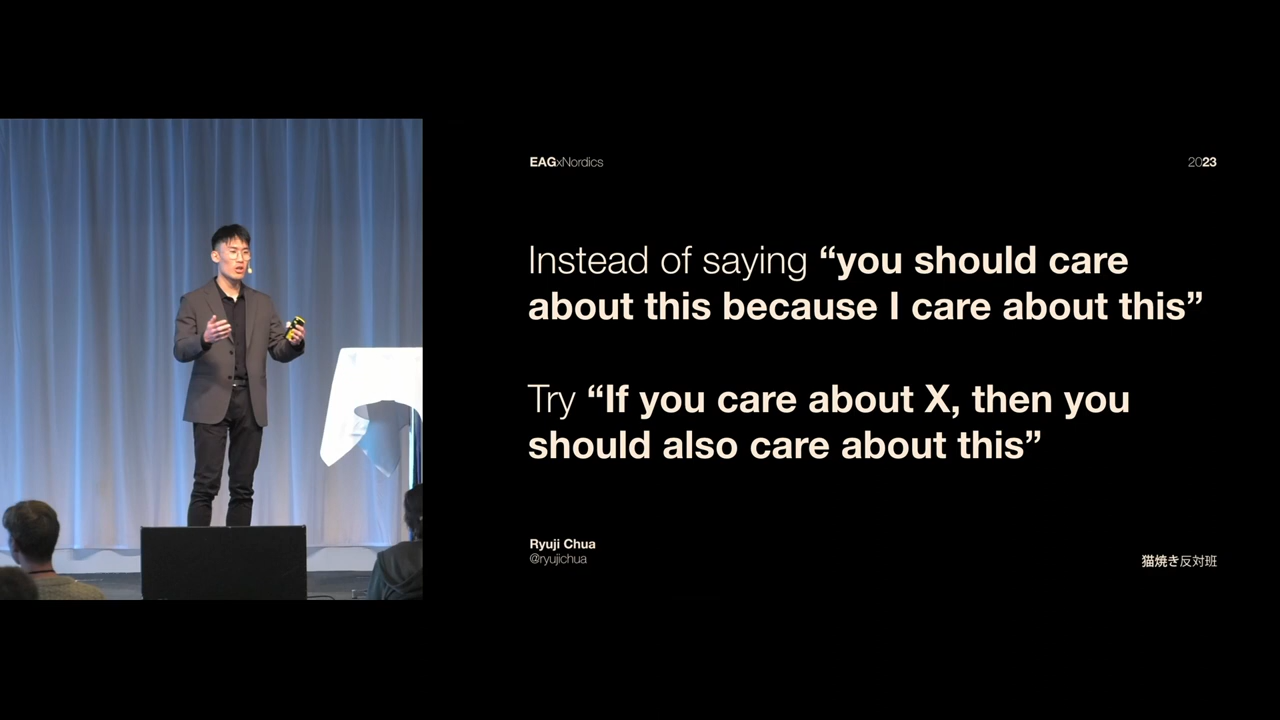 EAGxNordics
2023
Instead of saying “you should care
about this because I care about this”
Try “If you care about X, then you
should also care about this”
Ryuji Chua
@ryujichua
猫焼き反対班